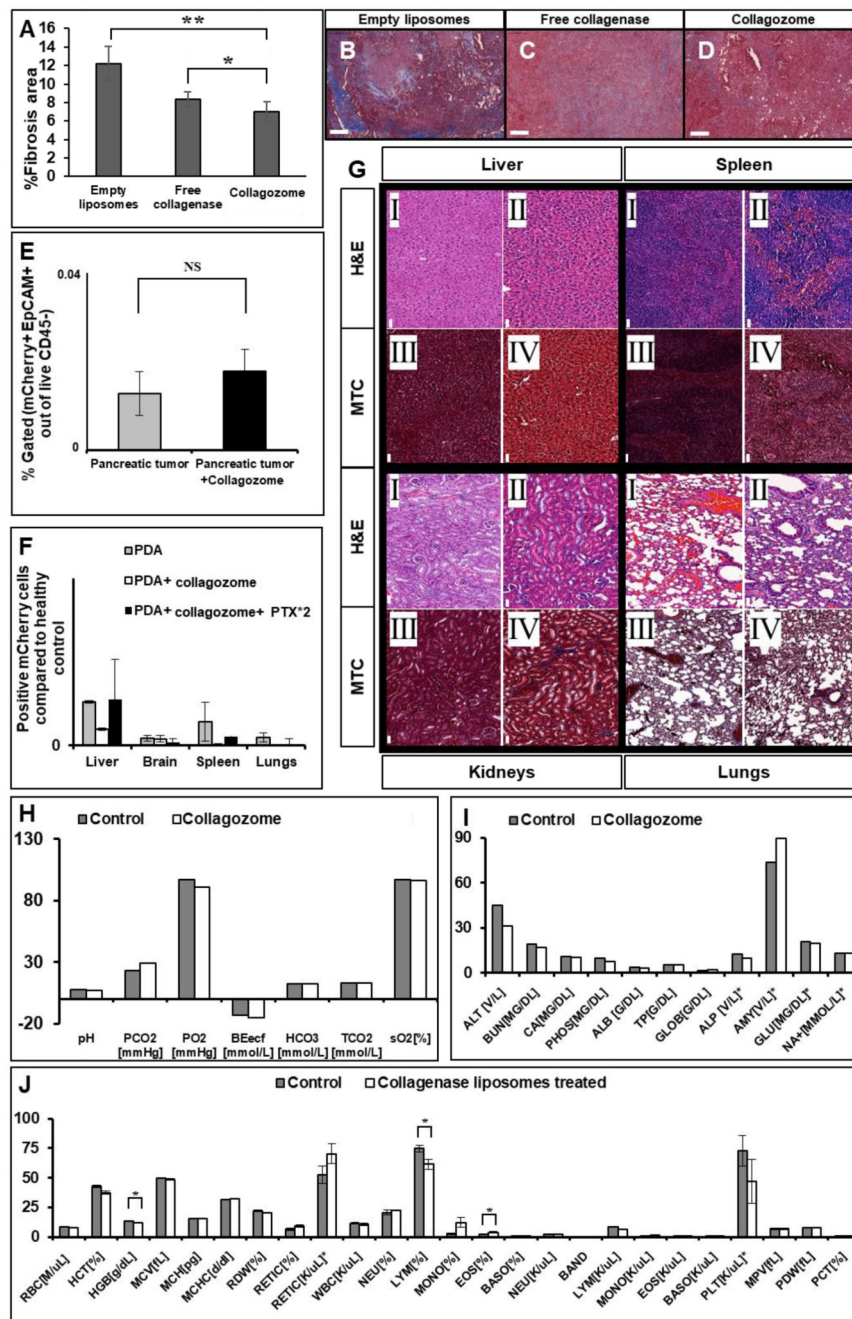 A
**
*
%Fibrosis area
16
14
12
10
8
6
4
2
0
Empty liposomes
Free collagenase
Collagozome
Empty liposomes
Free collagenase
Collagozome
B
C
D
E
% Gated (mCherry+ EpCAM+
out of live CD45-)
0.04
0
NS
Pancreatic tumor
Pancreatic tumor
+Collagozome
F
Positive mCherry cells
compared to healthy
control
0
PDA
PDA+ collagozome
PDA+ collagozome+ PTX*2
Liver
Brain
Spleen
Lungs
G
Liver
Spleen
H&E
MTC
H&E
MTC
I
II
I
II
III
IV
III
IV
I
II
I
II
III
IV
III
IV
Kidneys
Lungs
H
Control
Collagozome
130
80
30
-20
pH
PCO2
[mmHg]
PO2
[mmHg]
BEecf
[mmol/L]
HCO3
[mmol/L]
TCO2
[mmol/L]
sO2[%]
I
Control
Collagozome
90
60
30
0
ALT [V/L]
BUN[MG/DL]
CA[MG/DL]
PHOS[MG/DL]
ALB [G/DL]
TP[G/DL]
GLOB[G/DL]
ALP [V/L]*
AMY[V/L]*
GLU[MG/DL]*
NA+[MMOL/L]*
J
Control
Collagenase liposomes treated
100
75
50
25
0
*
*
*
RBC[M/uL]
HCT[%]
HGB[g/dL]
MCV[fL]
MCH[pg]
MCHC[d/dl]
RDW[%]
RETIC[%]
RETIC[K/uL]*
WBC[K/uL]
NEU[%]
LYM[%]
MONO[%]
EOS[%]
BASO[%]
NEU[K/uL]
BAND
LYM[K/uL]
MONO[K/uL]
EOS[K/uL]
BASO[K/uL]
PLT[K/uL]*
MPV[fL]
PDW[fL]
PCT[%]